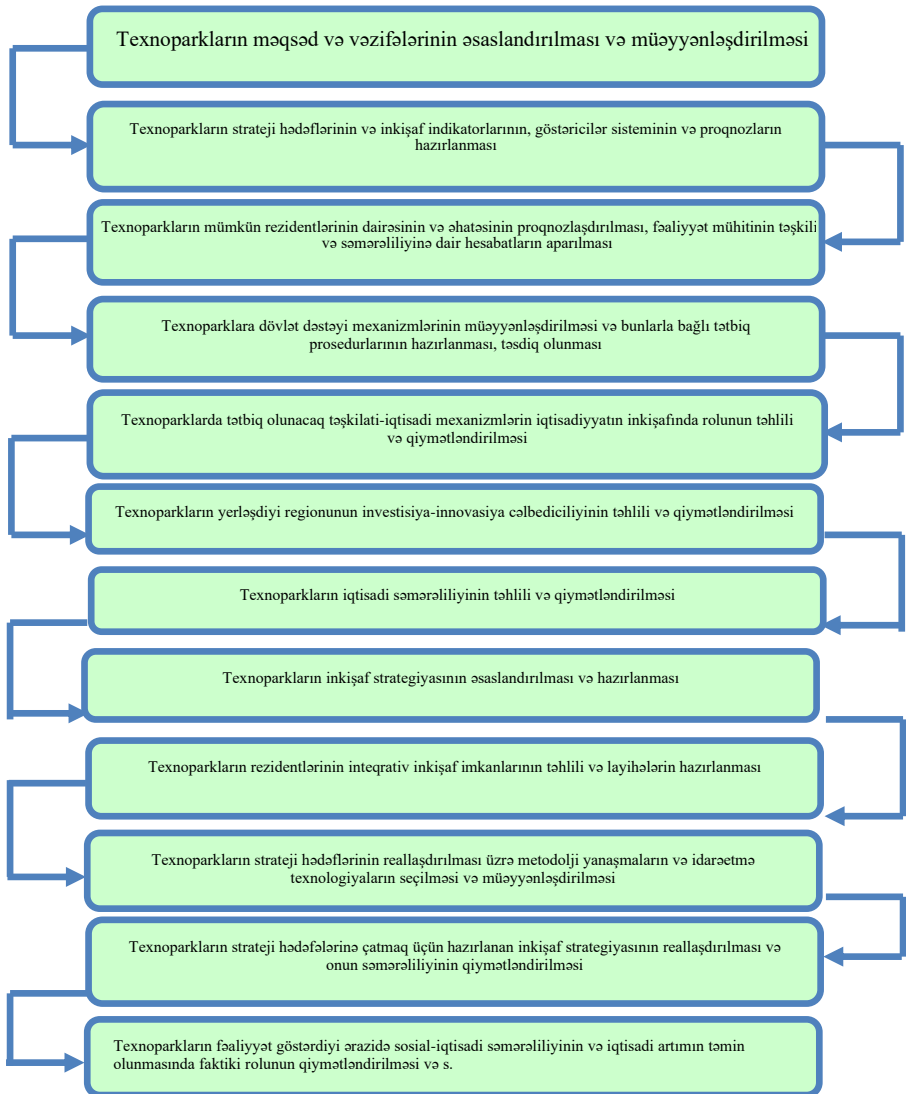 Texnoparkların məqsəd və vəzifələrinin əsaslandırılması və müəyyənləşdirilməsi
Texnoparkların strateji hədəflərinin və inkişaf indikatorlarının, göstəricilər sisteminin və proqnozların
hazırlanması
Texnoparkların mümkün rezidentlərinin dairəsinin və əhatəsinin proqnozlaşdırılması, fəaliyyət mühitinin təşkili
və səmərəliliyinə dair hesabatların aparılması
Texnoparklara dövlət dəstəyi mexanizmlərinin müəyyənləşdirilməsi və bunlarla bağlı tətbiq
prosedurlarının hazırlanması, təsdiq olunması
Texnoparklarda tətbiq olunacaq təşkilati-iqtisadi mexanizmlərin iqtisadiyyatın inkişafında rolunun təhlili
və qiymətləndirilməsi
Texnoparkların yerləşdiyi regionunun investisiya-innovasiya cəlbediciliyinin təhlili və qiymətləndirilməsi
Texnoparkların iqtisadi səmərəliliyinin təhlili və qiymətləndirilməsi
Texnoparkların inkişaf strategiyasının əsaslandırılması və hazırlanması
Texnoparkların rezidentlərinin inteqrativ inkişaf imkanlarının təhlili və layihələrin hazırlanması
Texnoparkların strateji hədəflərinin reallaşdırılması üzrə metodolji yanaşmaların və idarəetmə
texnologiyaların seçilməsi və müəyyənləşdirilməsi
Texnoparkların strateji hədəfələrinə çatmaq üçün hazırlanan inkişaf strategiyasının reallaşdırılması və
onun səmərəliliyinin qiymətləndirilməsi
Texnoparkların fəaliyyət göstərdiyi ərazidə sosial-iqtisadi səmərəliliyinin və iqtisadi artımın təmin
olunmasında faktiki rolunun qiymətləndirilməsi və s.